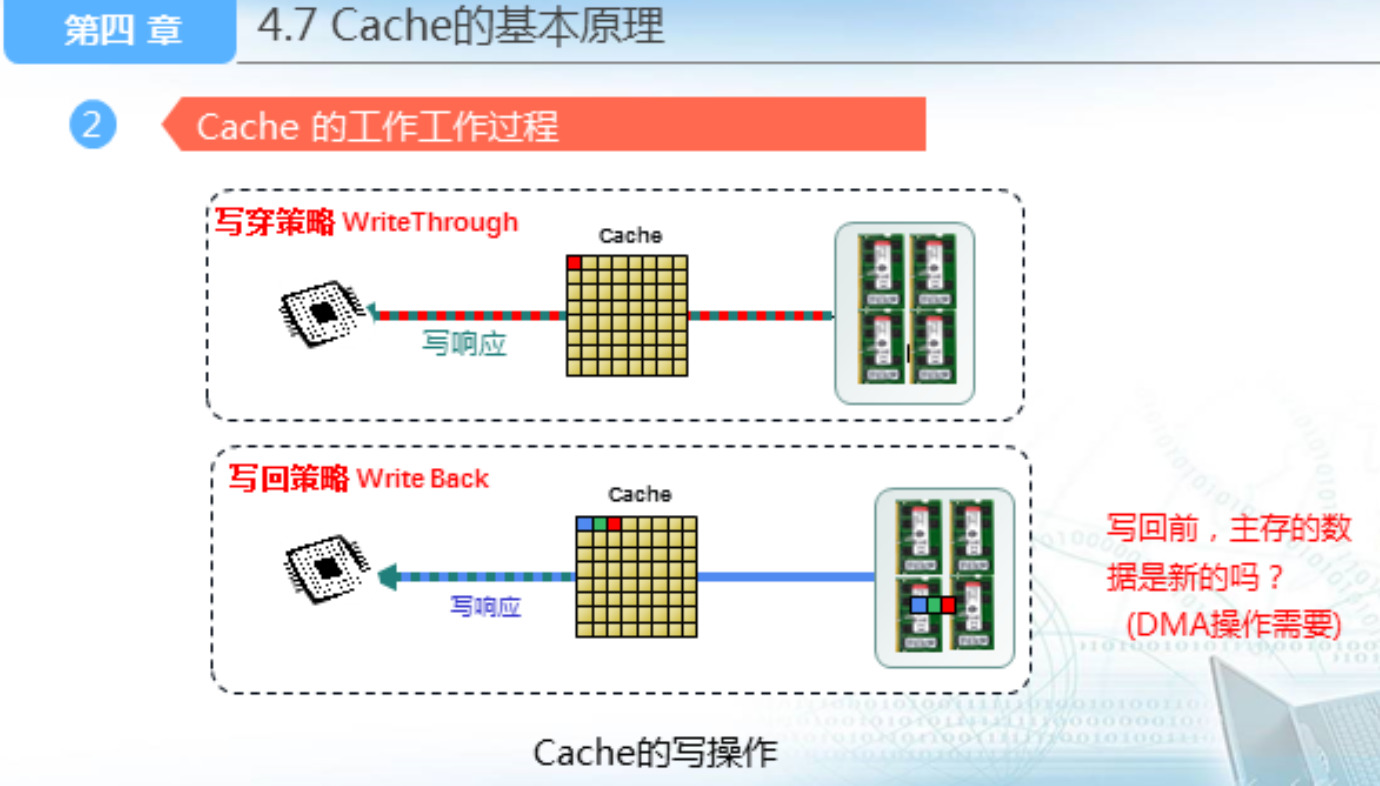 第四 章
4.7 Cache的基本原理
2
Cache 的工作工作过程
写穿策略 WriteThrough
Cache
写响应
写回策略 Write Back
Cache
写响应
写回前，主存的数
据是新的吗？
(DMA操作需要)
Cache的写操作